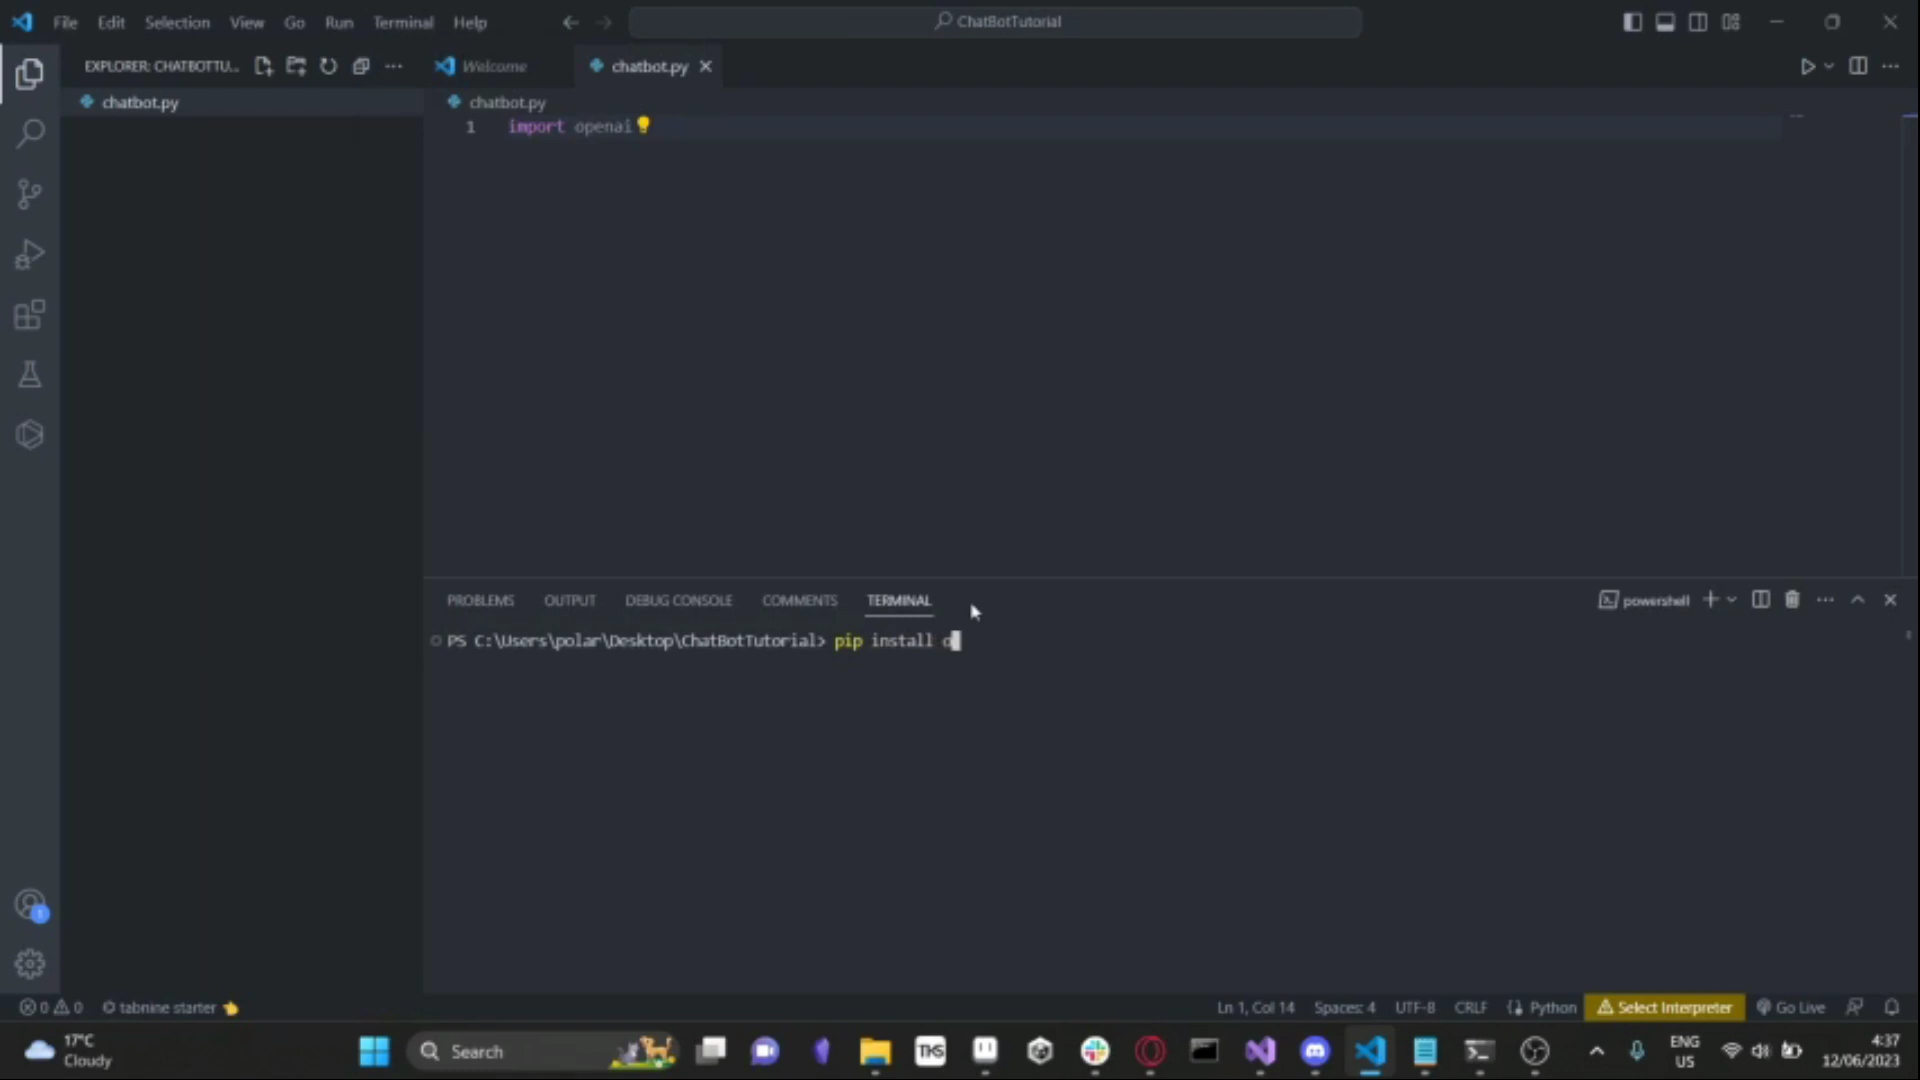 File Edit Selection View Go Run Terminal Help
ChatBotTutorial
EXPLORER: CHATBOTTU...
Welcome
chatbot.py
chatbot.py
chatbot.py
1 import openai
PROBLEMS OUTPUT DEBUG CONSOLE COMMENTS TERMINAL
powershell
PS C:\Users\polar\Desktop\ChatBotTutorial> pip install o
0 0 tabnine starter
Ln 1, Col 14 Spaces: 4 UTF-8 CRLF Python Select Interpreter Go Live
17°C
Cloudy
Search
TKS
ENG
US
4:37
12/06/2023